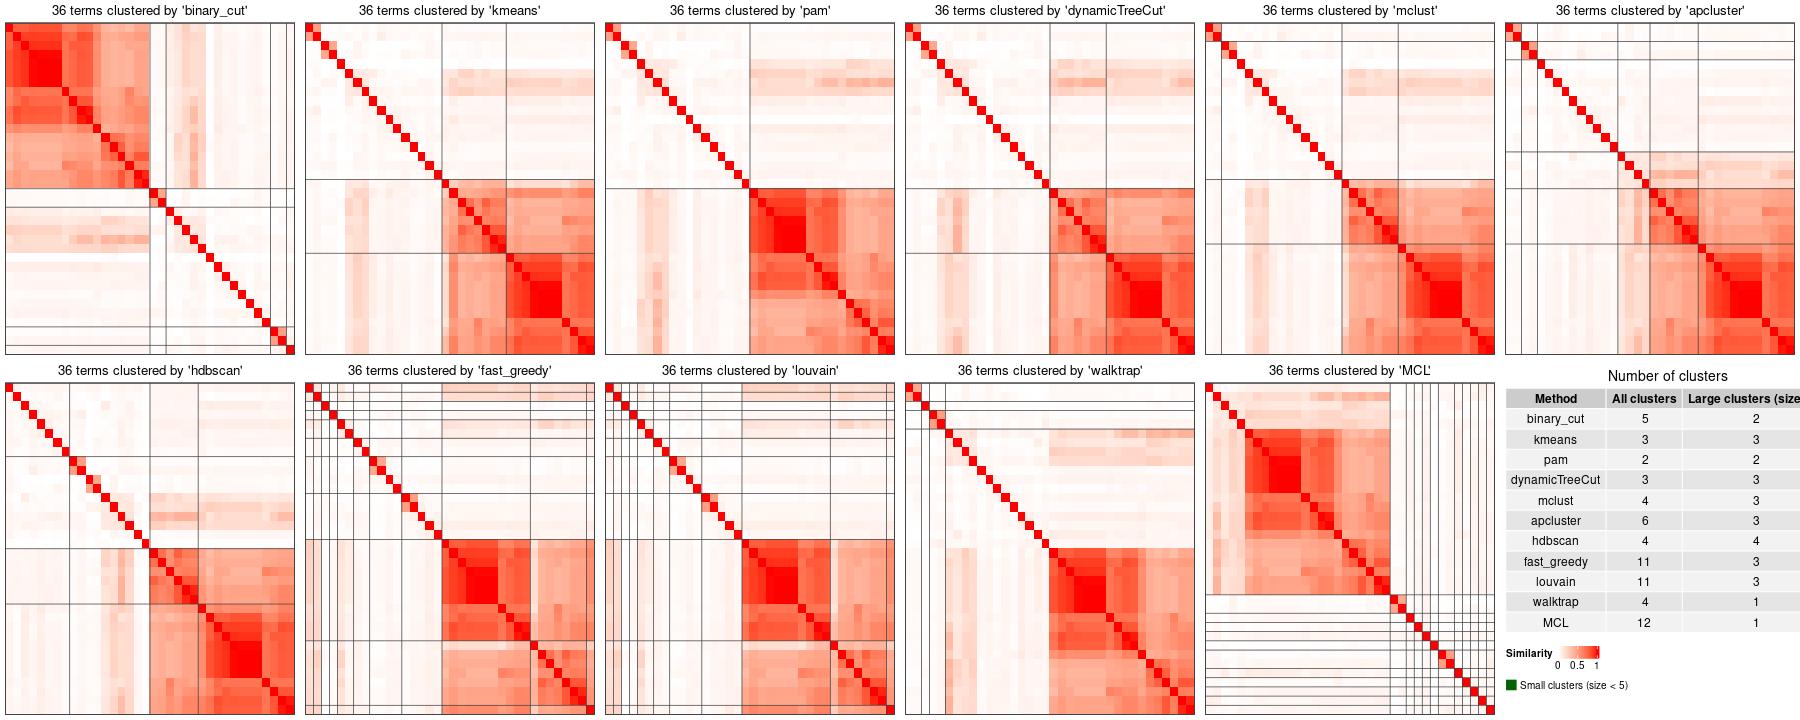 36 terms clustered by 'binary_cut'
36 terms clustered by 'kmeans'
36 terms clustered by 'pam'
36 terms clustered by 'dynamicTreeCut'
36 terms clustered by 'mclust'
36 terms clustered by 'apcluster'
36 terms clustered by 'hdbscan'
36 terms clustered by 'fast_greedy'
36 terms clustered by 'louvain'
36 terms clustered by 'walktrap'
36 terms clustered by 'MCL'
Number of clusters
Method All clusters Large clusters (size
binary_cut 5 2
kmeans 3 3
pam 2 2
dynamicTreeCut 3 3
mclust 4 3
apcluster 6 3
hdbscan 4 4
fast_greedy 11 3
louvain 11 3
walktrap 4 1
MCL 12 1
Similarity
0 0.5 1
Small clusters (size < 5)